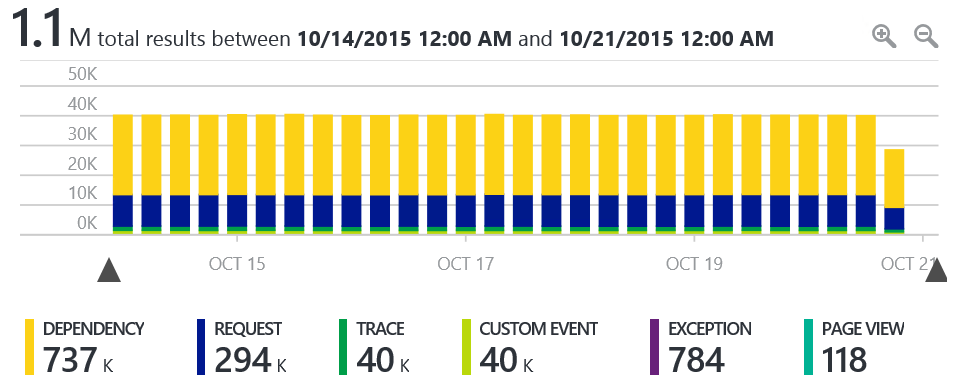 1.1 M total results between 10/14/2015 12:00 AM and 10/21/2015 12:00 AM
50K
40K
30K
20K
10K
0K
OCT 15 OCT 17 OCT 19 OCT 21
DEPENDENCY REQUEST TRACE CUSTOM EVENT EXCEPTION PAGE VIEW
737 K 294 K 40 K 40 K 784 118